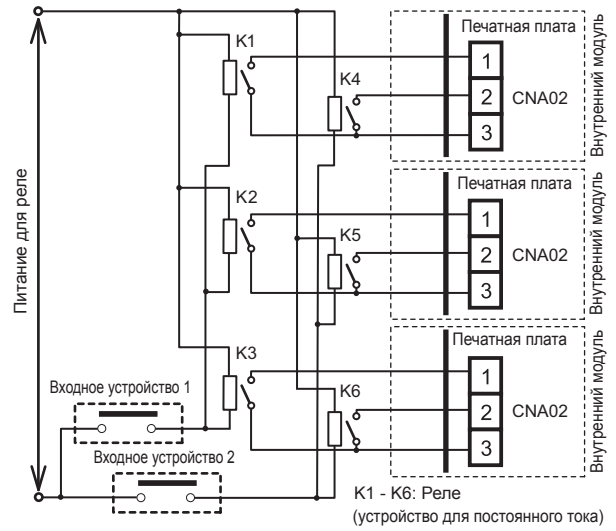 Питание для реле
K1
K4
Печатная плата
1
2
3
CNA02
Внутренний модуль
K2
K5
Печатная плата
1
2
3
CNA02
Внутренний модуль
K3
K6
Печатная плата
1
2
3
CNA02
Внутренний модуль
Входное устройство 1
Входное устройство 2
K1 - K6: Реле
(устройство для постоянного тока)